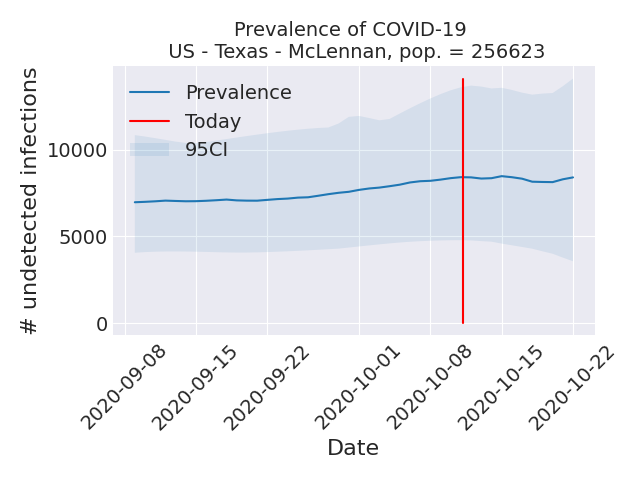 Prevalence of COVID-19
US - Texas - McLennan, pop. = 256623
# undetected infections
Prevalence
Today
95CI
10000
5000
0
2020-09-08
2020-09-15
2020-09-22
2020-10-01
2020-10-08
2020-10-15
2020-10-22
Date